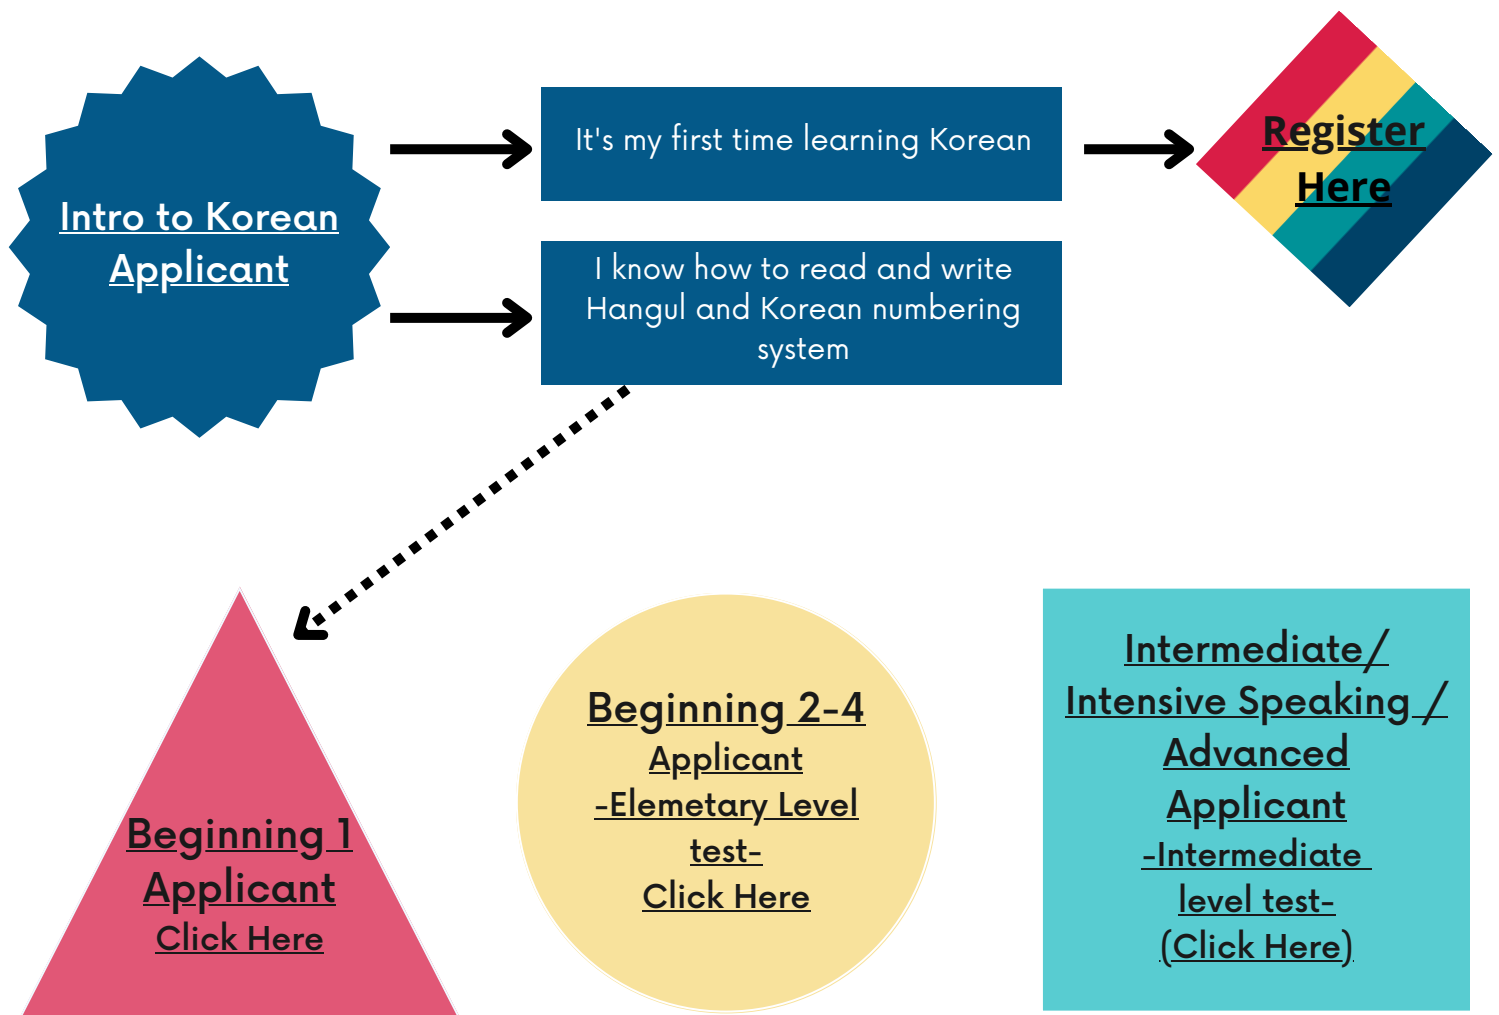 Intro to Korean
Applicant
It's my first time learning Korean
Register
Here
I know how to read and write
Hangul and Korean numbering
system
Beginning 1
Applicant
Click Here
Beginning 2-4
Applicant
-Elemetary Level
test-
Click Here
Intermediate/
Intensive Speaking /
Advanced
Applicant
-Intermediate
level test-
(Click Here)